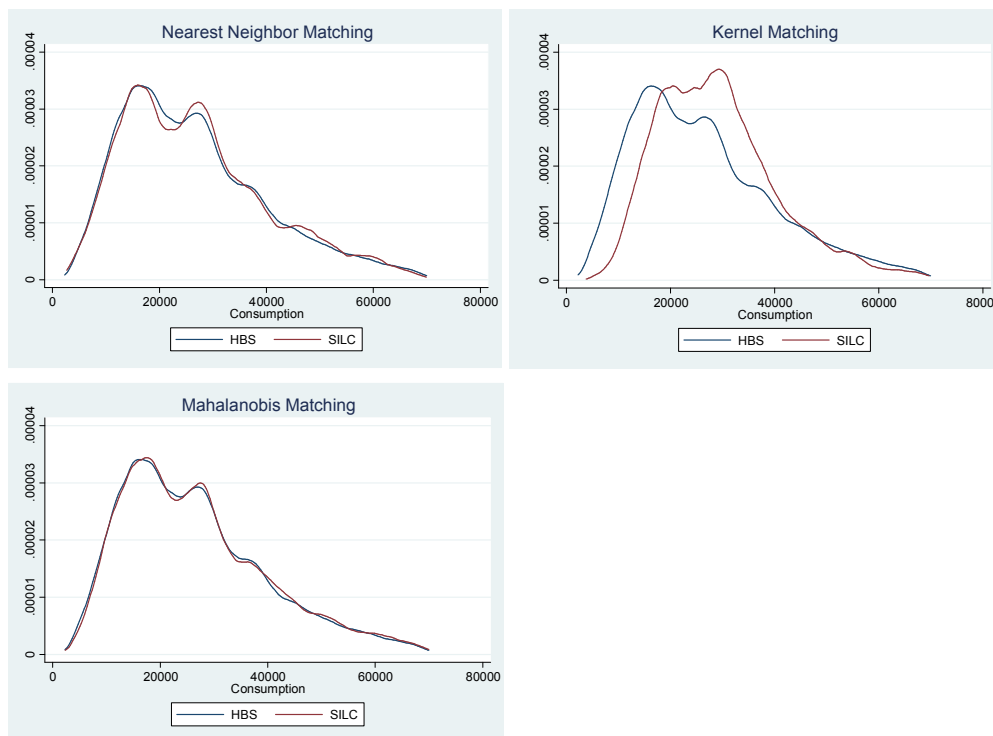 Nearest Neighbor Matching
.00004
.00003
.00002
.00001
0
0 20000 40000 60000 80000
Consumption
HBS SILC
Kernel Matching
.00004
.00003
.00002
.00001
0
0 20000 40000 60000 80000
Consumption
HBS SILC
Mahalanobis Matching
.00004
.00003
.00002
.00001
0
0 20000 40000 60000 80000
Consumption
HBS SILC